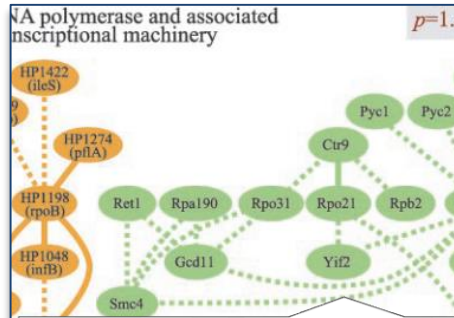 NA polymerase and associated
nscriptional machinery
p=1.
HP1422
(ileS)
HP1274
(pflA)
Pyc1
Pyc2
Ctr9
HP1198
(rpoB)
Ret1
Rpa190
Rpo31
Rpo21
Rpb2
HP1048
(infB)
Gcd11
Yif2
Smc4